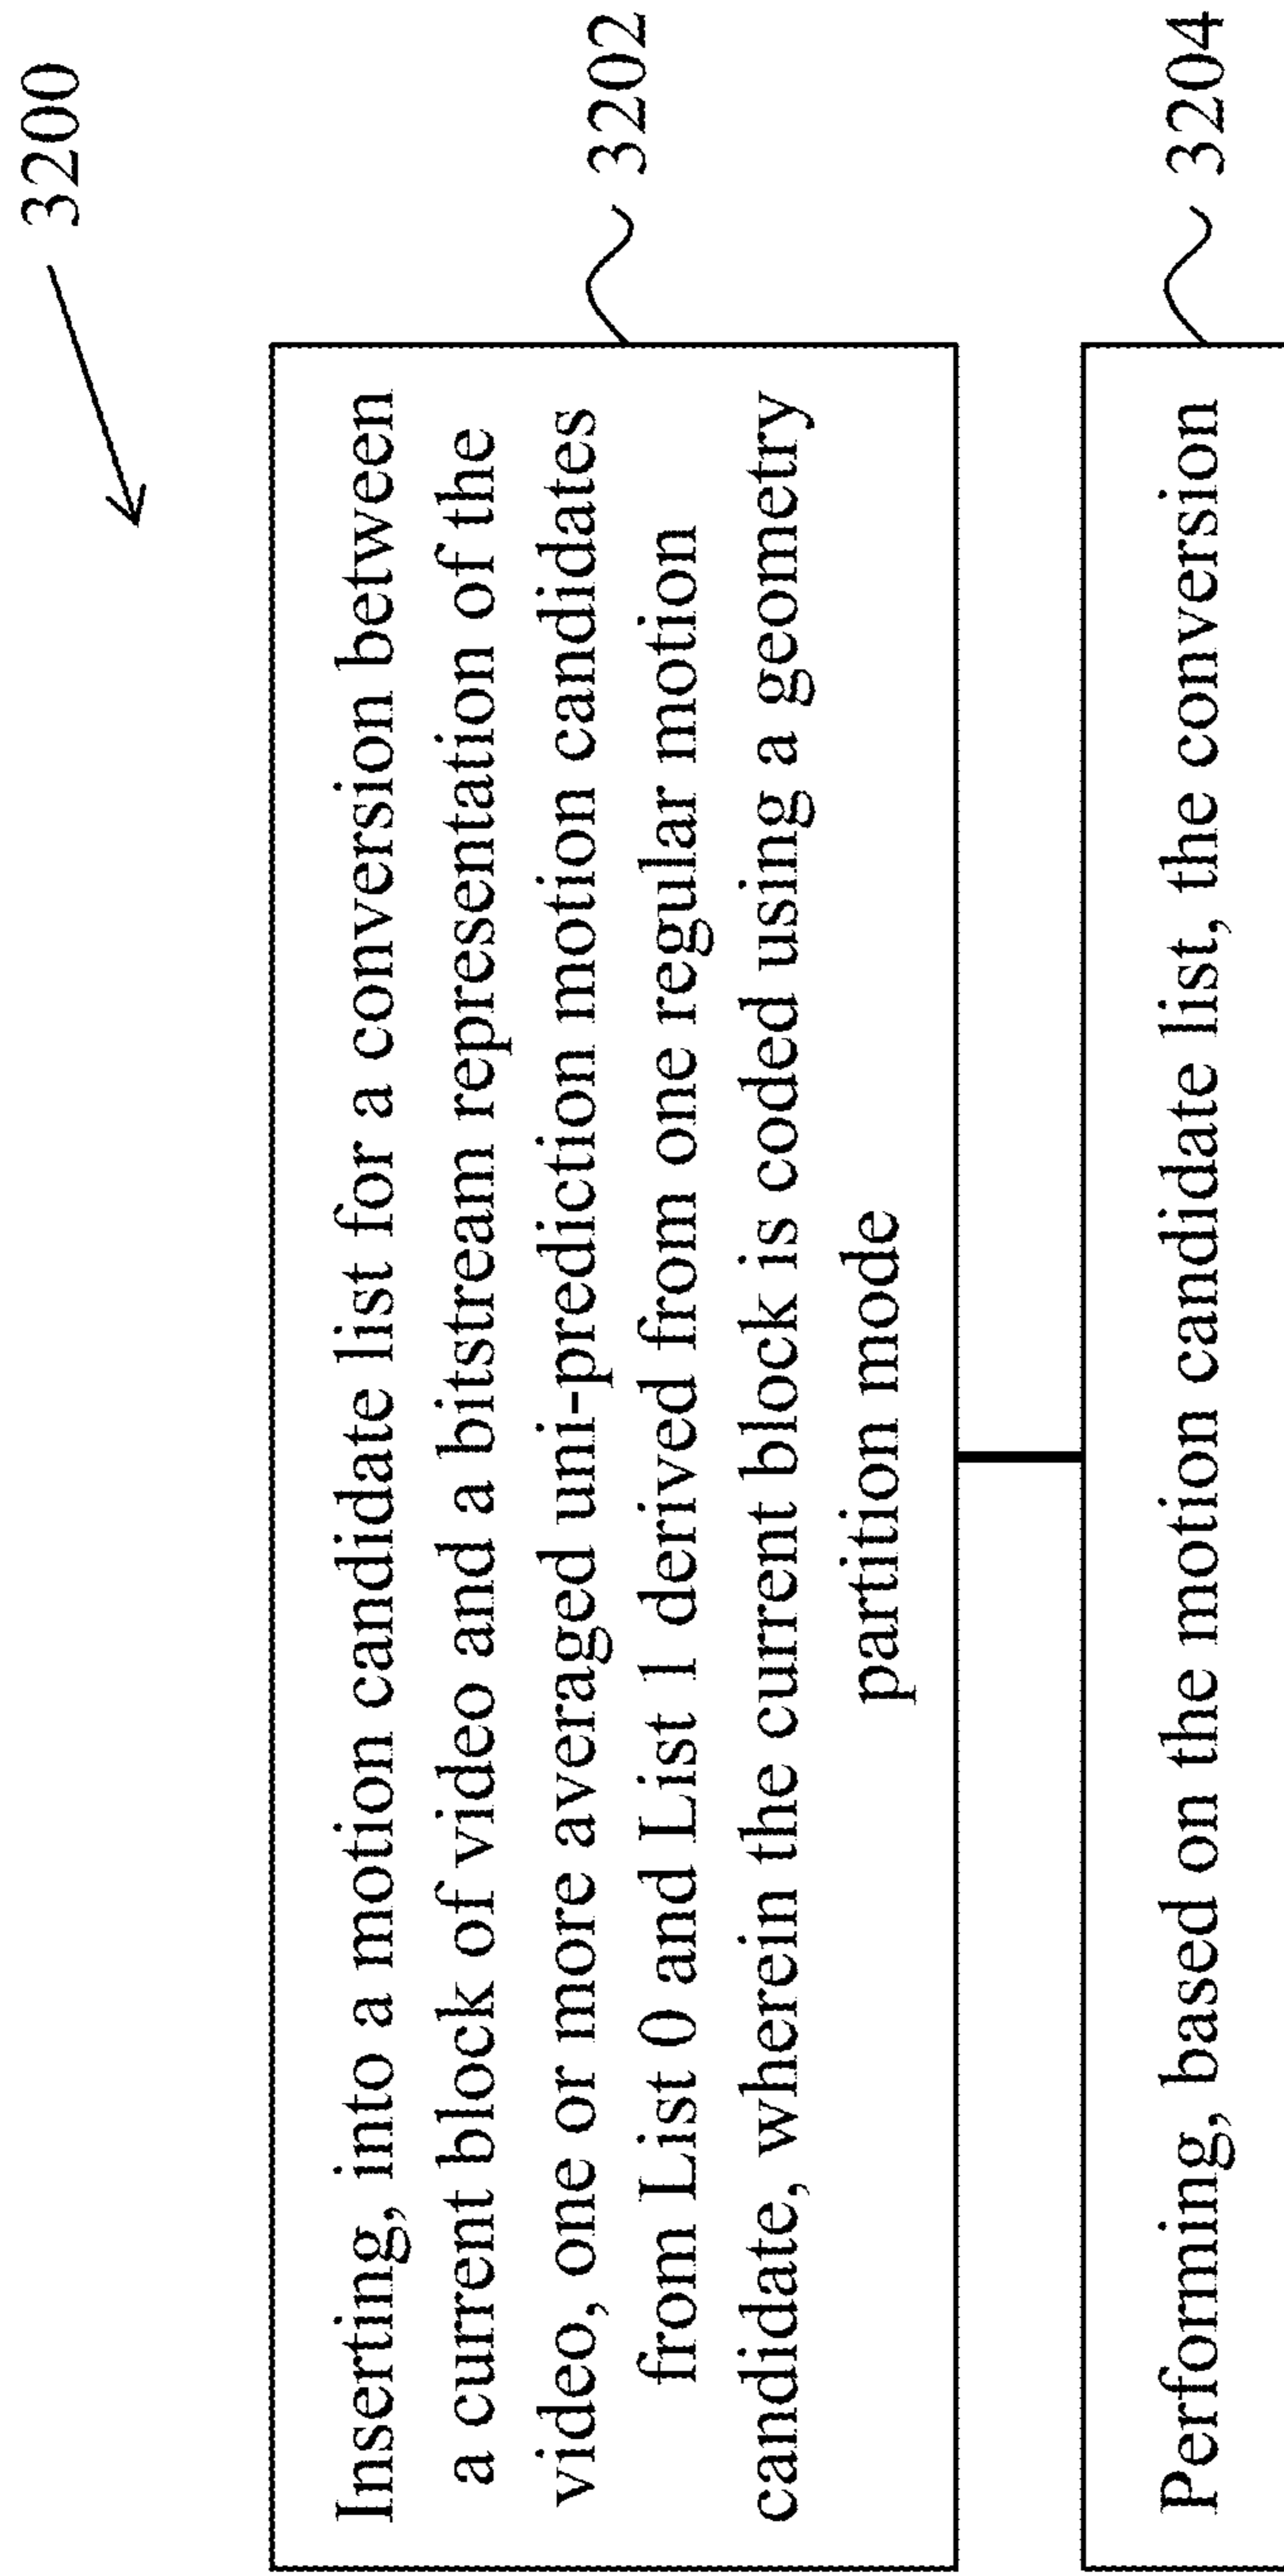 3200
Inserting, into a motion candidate list for a conversion between
a current block of video and a bitstream representation of the
video, one or more averaged uni-prediction motion candidates
from List 0 and List 1 derived from one regular motion
candidate, wherein the current block is coded using a geometry
partition mode
3202
Performing, based on the motion candidate list, the conversion
3204